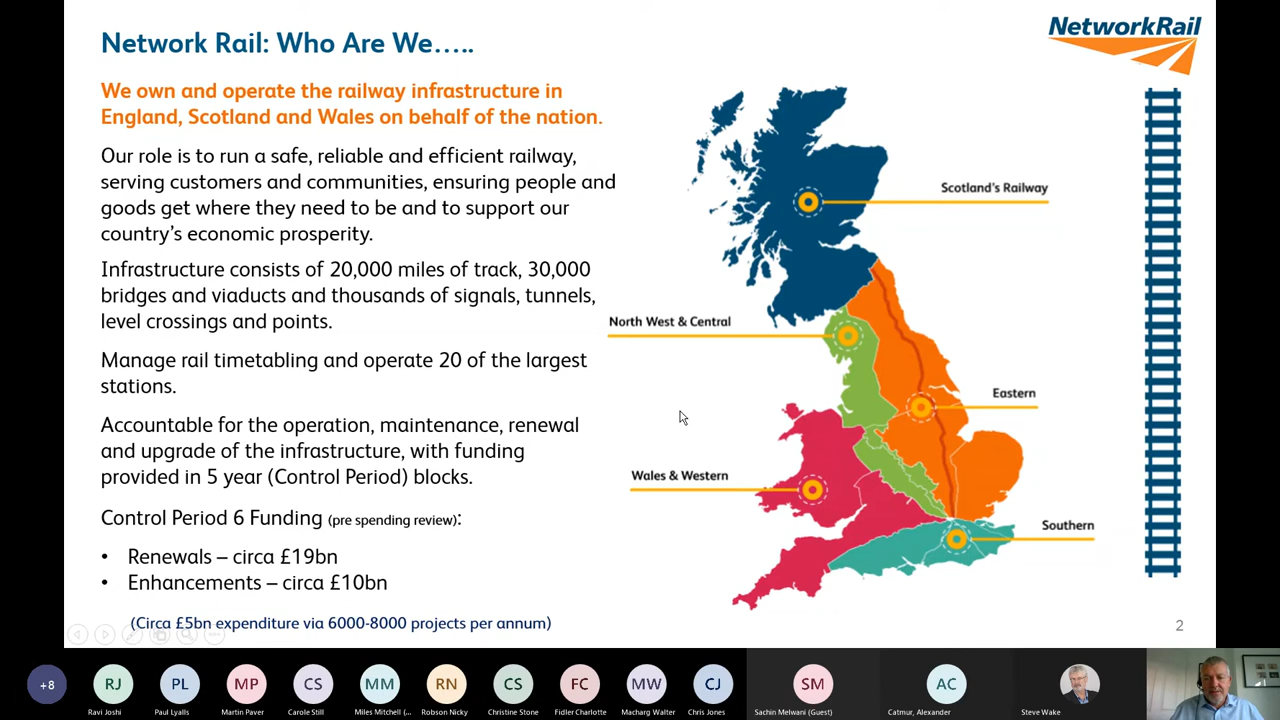 Network Rail: Who Are We.....
NetworkRail
We own and operate the railway infrastructure in
England, Scotland and Wales on behalf of the nation.
Our role is to run a safe, reliable and efficient railway,
serving customers and communities, ensuring people and
goods get where they need to be and to support our
country's economic prosperity.
Infrastructure consists of 20,000 miles of track, 30,000
bridges and viaducts and thousands of signals, tunnels,
level crossings and points.
Manage rail timetabling and operate 20 of the largest
stations.
Accountable for the operation, maintenance, renewal
and upgrade of the infrastructure, with funding
provided in 5 year (Control Period) blocks.
Control Period 6 Funding (pre spending review):
• Renewals – circa £19bn
• Enhancements – circa £10bn
(Circa £5bn expenditure via 6000-8000 projects per annum)
Scotland's Railway
North West & Central
Eastern
Wales & Western
Southern
2
+8
RJ
PL
MP
CS
MM
RN
CS
FC
MW
CJ
SM
AC
Ravi Joshi
Paul Lyalls
Martin Paver
Carole Still
Miles Mitchell (...
Robson Nicky
Christine Stone
Fidler Charlotte
Macharg Walter
Chris Jones
Sachin Melwani (Guest)
Catmur, Alexander
Steve Wake